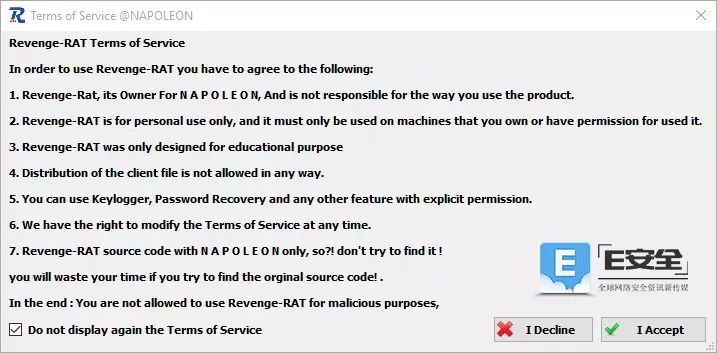 Terms of Service @NAPOLEON
Revenge-RAT Terms of Service
In order to use Revenge-RAT you have to agree to the following:
1. Revenge-Rat, its Owner For N A P O L E O N, And is not responsible for the way you use the product.
2. Revenge-RAT is for personal use only, and it must only be used on machines that you own or have permission for used it.
3. Revenge-RAT was only designed for educational purpose
4. Distribution of the client file is not allowed in any way.
5. You can use Keylogger, Password Recovery and any other feature with explicit permission.
6. We have the right to modify the Terms of Service at any time.
7. Revenge-RAT source code with N A P O L E O N only, so?! don't try to find it !
you will waste your time if you try to find the orginal source code! .
In the end : You are not allowed to use Revenge-RAT for malicious purposes,
E
E安全
全球网络安全资讯新传媒
Do not display again the Terms of Service
I Decline
I Accept